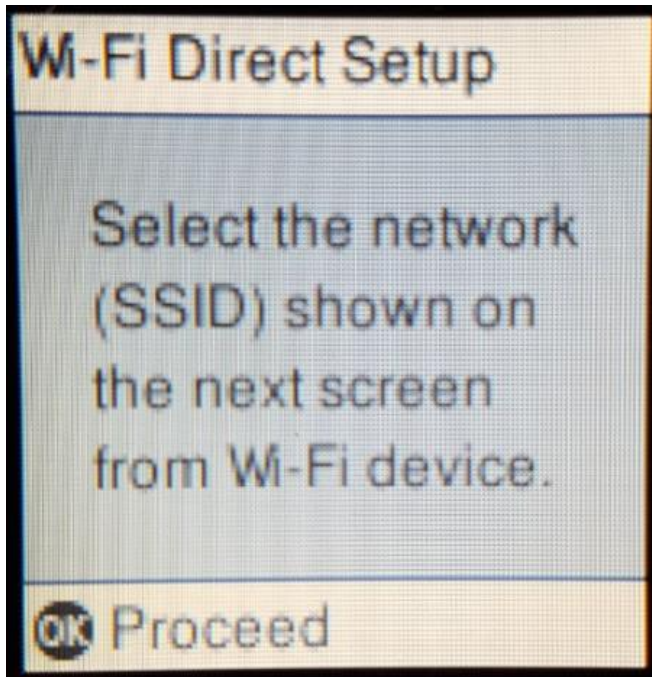 Wi-Fi Direct Setup
Select the network
(SSID) shown on
the next screen
from Wi-Fi device.
OK Proceed